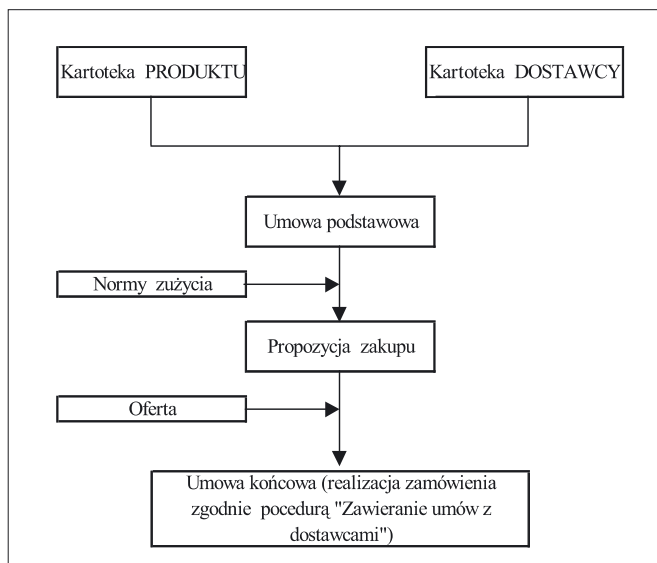 Kartoteka PRODUKTU
Kartoteka DOSTAWCY
Umowa podstawowa
Normy zużycia
Propozycja zakupu
Oferta
Umowa końcowa (realizacja zamówienia
zgodnie pocedurą "Zawieranie umów z
dostawcami")